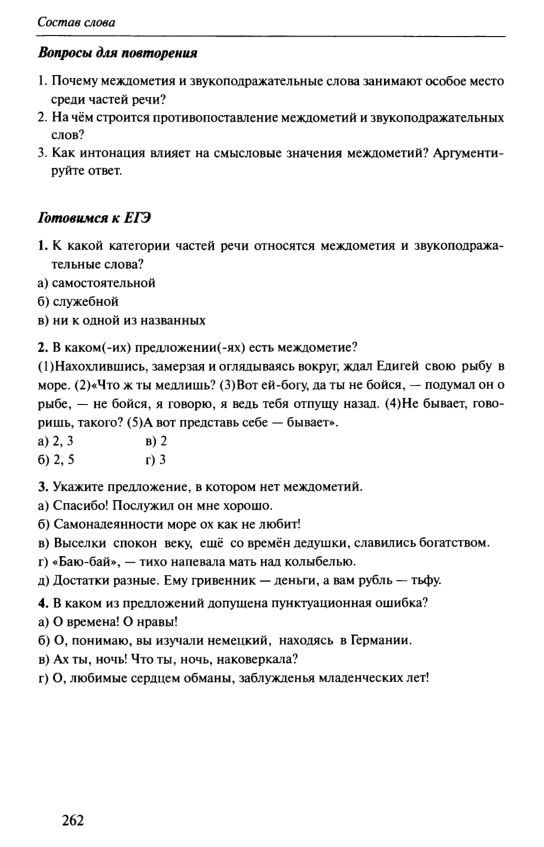 Состав слова
Вопросы для повторения
1. Почему междометия и звукоподражательные слова занимают особое место
среди частей речи?
2. На чём строится противопоставление междометий и звукоподражательных
слов?
3. Как интонация влияет на смысловые значения междометий? Аргументи-
руйте ответ.
Готовимся к ЕГЭ
1. К какой категории частей речи относятся междометия и звукоподража-
тельные слова?
а) самостоятельной
б) служебной
в) ни к одной из названных
2. В каком(-их) предложении(-ях) есть междометие?
(1)Нахохлившись, замерзая и оглядываясь вокруг, ждал Едигей свою рыбу в
море. (2)«Что ж ты медлишь? (3)Вот ей-богу, да ты не бойся, — подумал он о
рыбе, — не бойся, я говорю, я ведь тебя отпущу назад. (4)Не бывает, гово-
ришь, такого? (5)А вот представь себе — бывает».
а) 2, 3 в) 2
б) 2, 5 г) 3
3. Укажите предложение, в котором нет междометий.
а) Спасибо! Послужил он мне хорошо.
б) Самонадеянности море ох как не любит!
в) Выселки спокон веку, ещё со времён дедушки, славились богатством.
г) «Баю-бай», — тихо напевала мать над колыбелью.
д) Достатки разные. Ему гривенник — деньги, а вам рубль — тьфу.
4. В каком из предложений допущена пунктуационная ошибка?
а) О времена! О нравы!
б) О, понимаю, вы изучали немецкий, находясь в Германии.
в) Ах ты, ночь! Что ты, ночь, наковеркала?
г) О, любимые сердцем обманы, заблужденья младенческих лет!
262